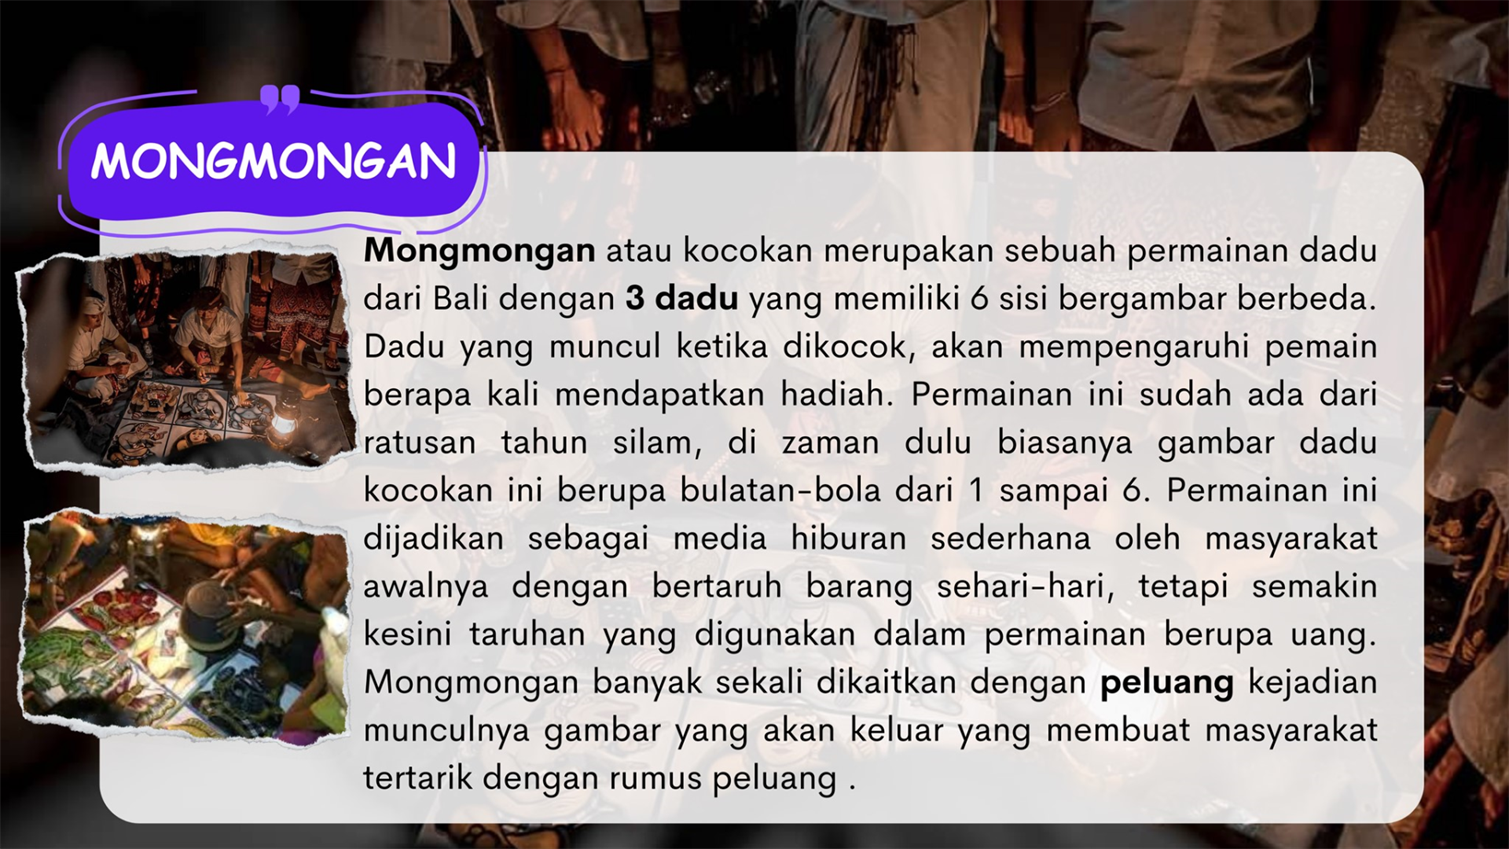 MONGMONGAN
Mongmongan atau kocokan merupakan sebuah permainan dadu
dari Bali dengan 3 dadu yang memiliki 6 sisi bergambar berbeda.
Dadu yang muncul ketika dikocok, akan mempengaruhi pemain
berapa kali mendapatkan hadiah. Permainan ini sudah ada dari
ratusan tahun silam, di zaman dulu biasanya gambar dadu
kocokan ini berupa bulatan-bola dari 1 sampai 6. Permainan ini
dijadikan sebagai media hiburan sederhana oleh masyarakat
awalnya dengan bertaruh barang sehari-hari, tetapi semakin
kesini taruhan yang digunakan dalam permainan berupa uang.
Mongmongan banyak sekali dikaitkan dengan peluang kejadian
munculnya gambar yang akan keluar yang membuat masyarakat
tertarik dengan rumus peluang .